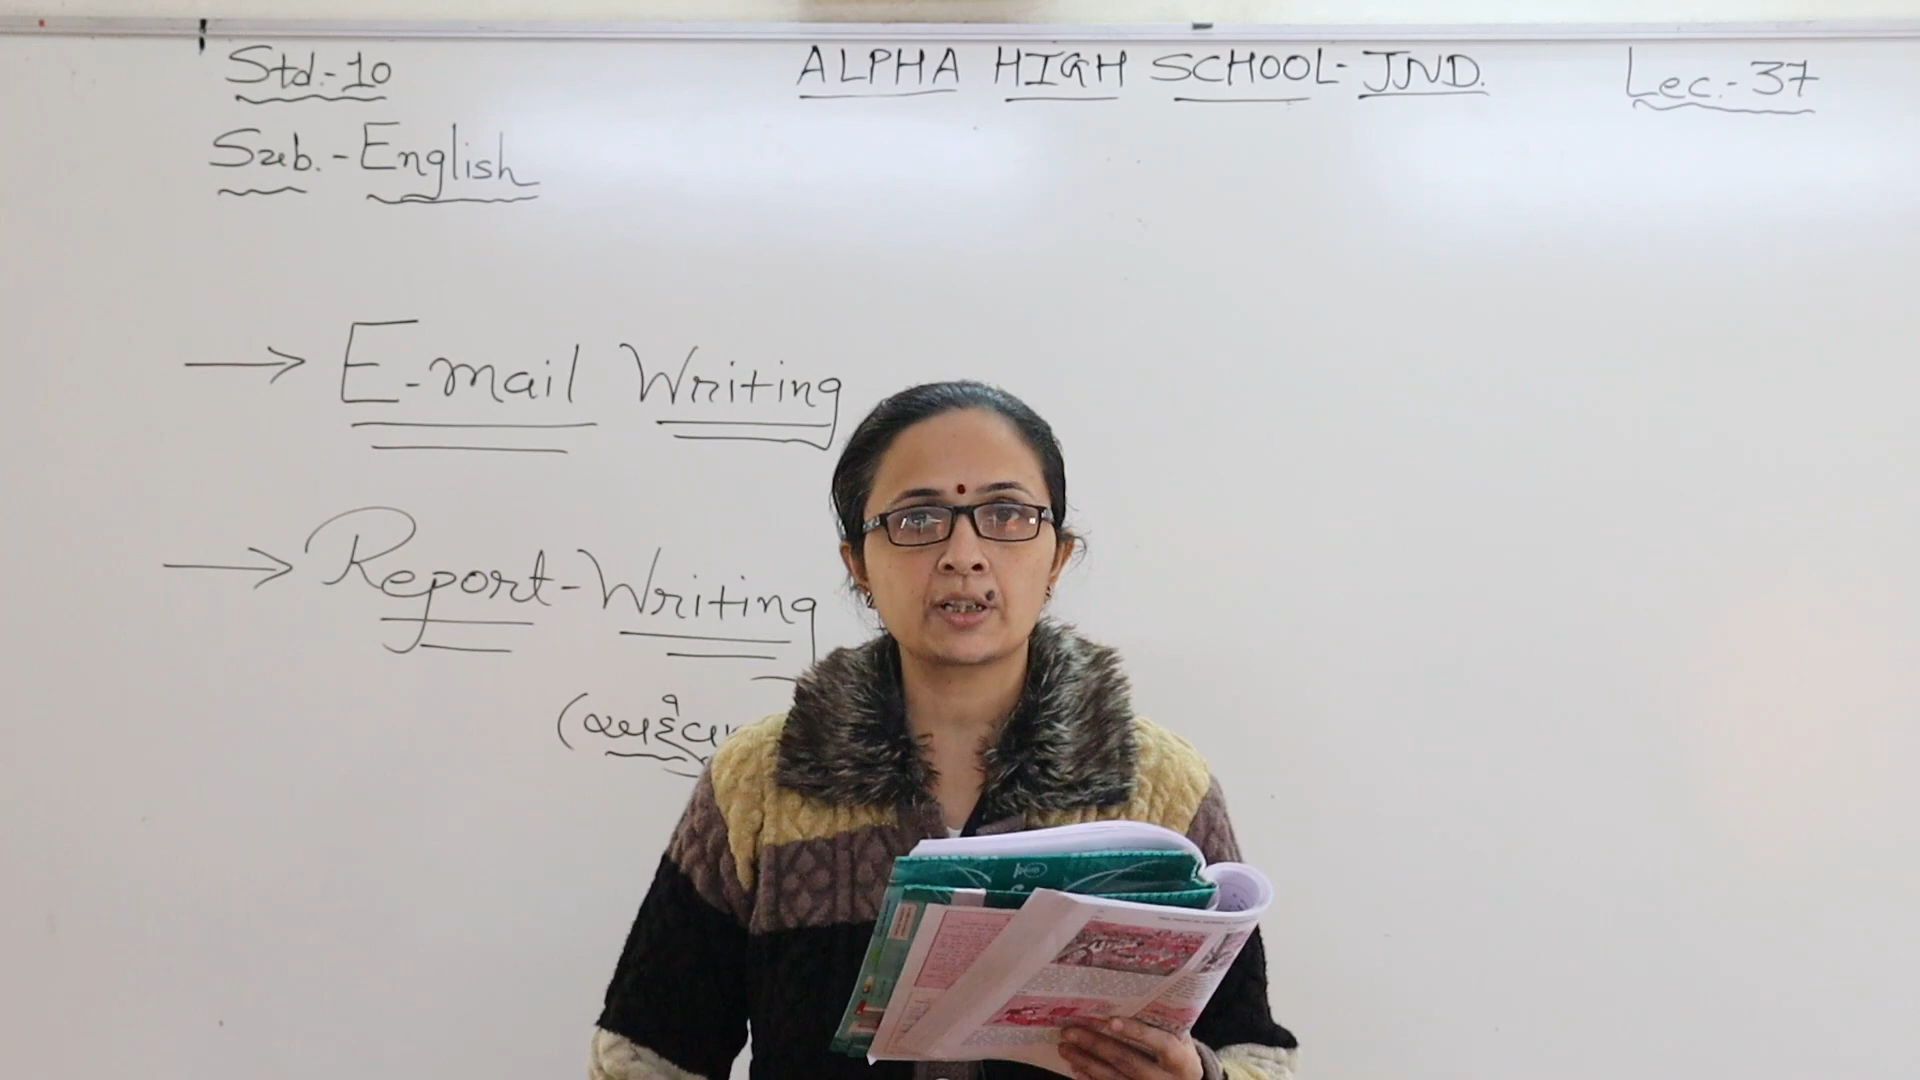 Std.-10 ALPHA HIGH SCHOOL-JND. Lec.-37
Sub.-English
→ E-mail Writing
→ Report-Writing